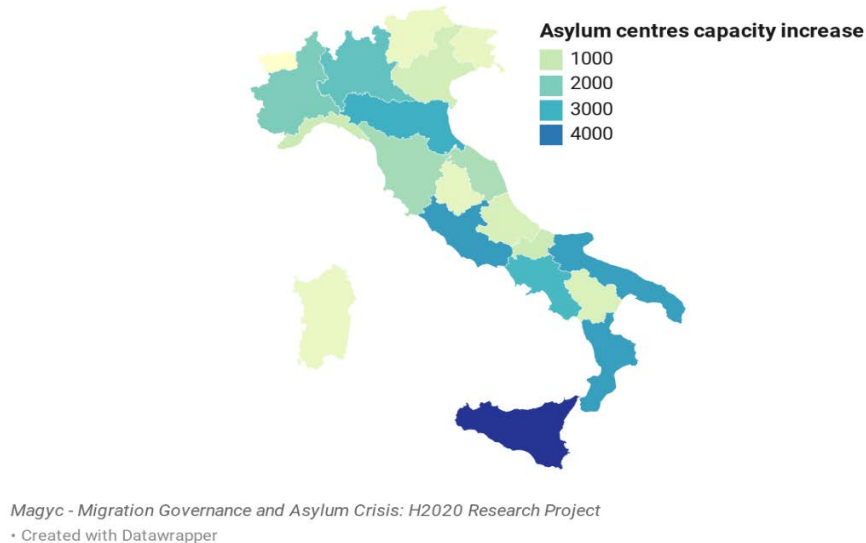 Asylum centres capacity increase
1000
2000
3000
4000
Magyc - Migration Governance and Asylum Crisis: H2020 Research Project
• Created with Datawrapper